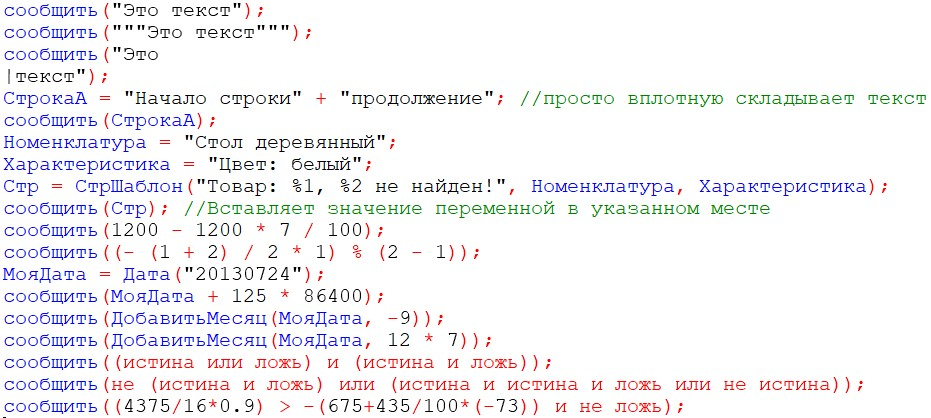 сообщить("Это текст");
сообщить("""Это текст""");
сообщить("Это
|текст");
СтрокаА = "Начало строки" + "продолжение"; //просто вплотную складывает текст
сообщить(СтрокаА);
Номенклатура = "Стол деревянный";
Характеристика = "Цвет: белый";
Стр = СтрШаблон("Товар: %1, %2 не найден!", Номенклатура, Характеристика);
сообщить(Стр); //Вставляет значение переменной в указанном месте
сообщить(1200 - 1200 * 7 / 100);
сообщить((- (1 + 2) / 2 * 1) % (2 - 1));
МояДата = Дата("20130724");
сообщить(МояДата + 125 * 86400);
сообщить(ДобавитьМесяц(МояДата, -9));
сообщить(ДобавитьМесяц(МояДата, 12 * 7));
сообщить((истина или ложь) и (истина и ложь));
сообщить(не (истина и ложь) или (истина и истина и ложь или не истина));
сообщить((4375/16*0.9) > -(675+435/100*(-73)) и не ложь);